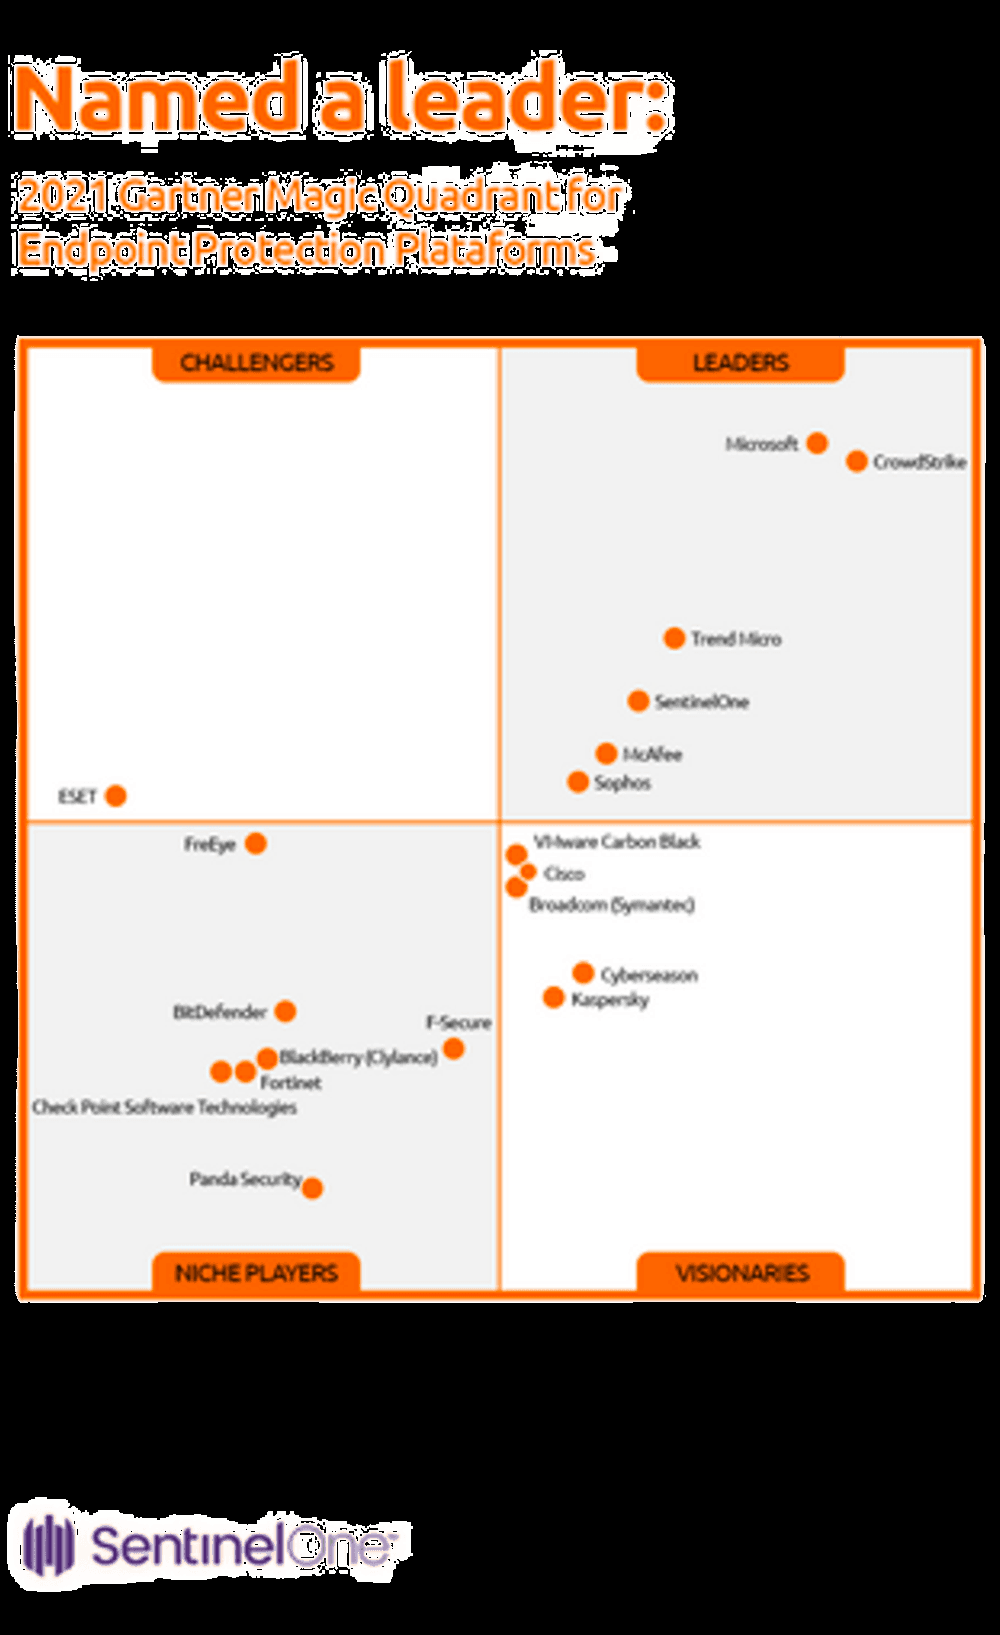 Named a leader:
2021 Gartner Magic Quadrant for
Endpoint Protection Plataforms
CHALLENGERS
LEADERS
Microsoft
CrowdStrike
Trend Micro
SentinelOne
McAfee
Sophos
ESET
FreEye
VMware Carbon Black
Cisco
Broadcom (Symantec)
Cyberseason
Kaspersky
BitDefender
F-Secure
BlackBerry (Clylance)
Fortinet
Check Point Software Technologies
Panda Security
NICHE PLAYERS
VISIONARIES
SentinelOne